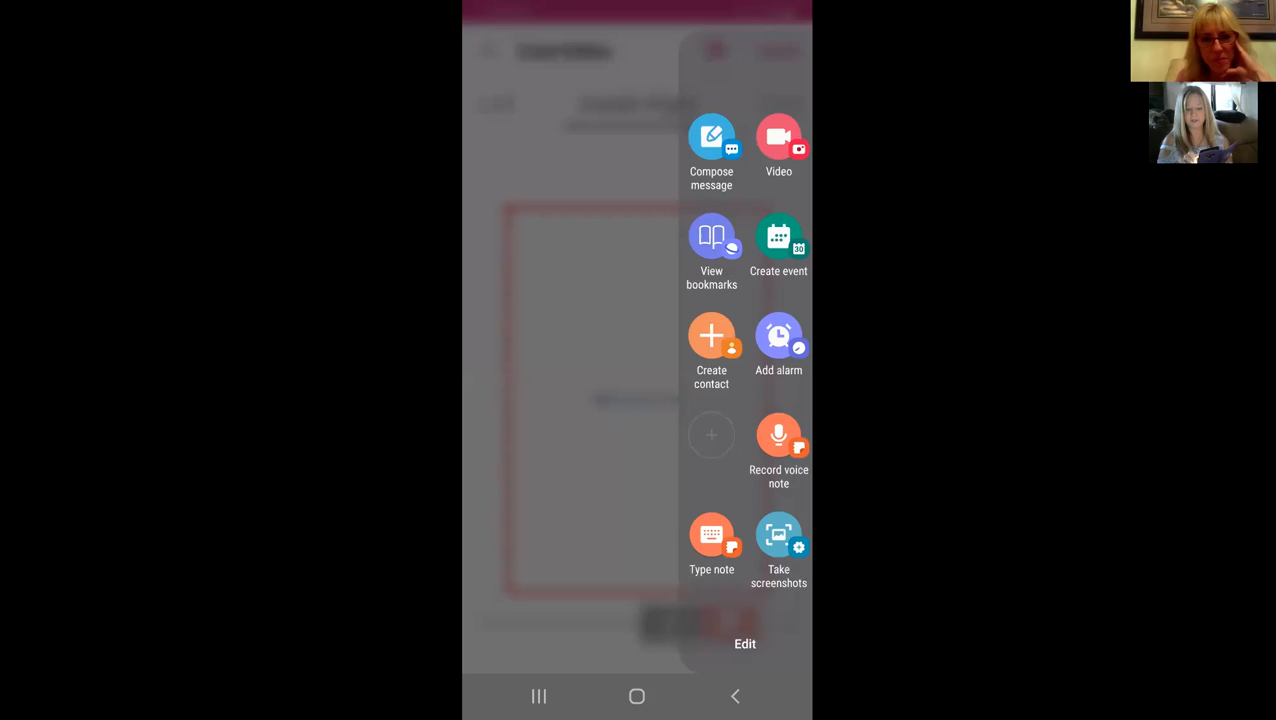 Compose
message
Video
View
bookmarks
Create event
30
Create
contact
Add alarm
Record voice
note
Type note
Take
screenshots
Edit